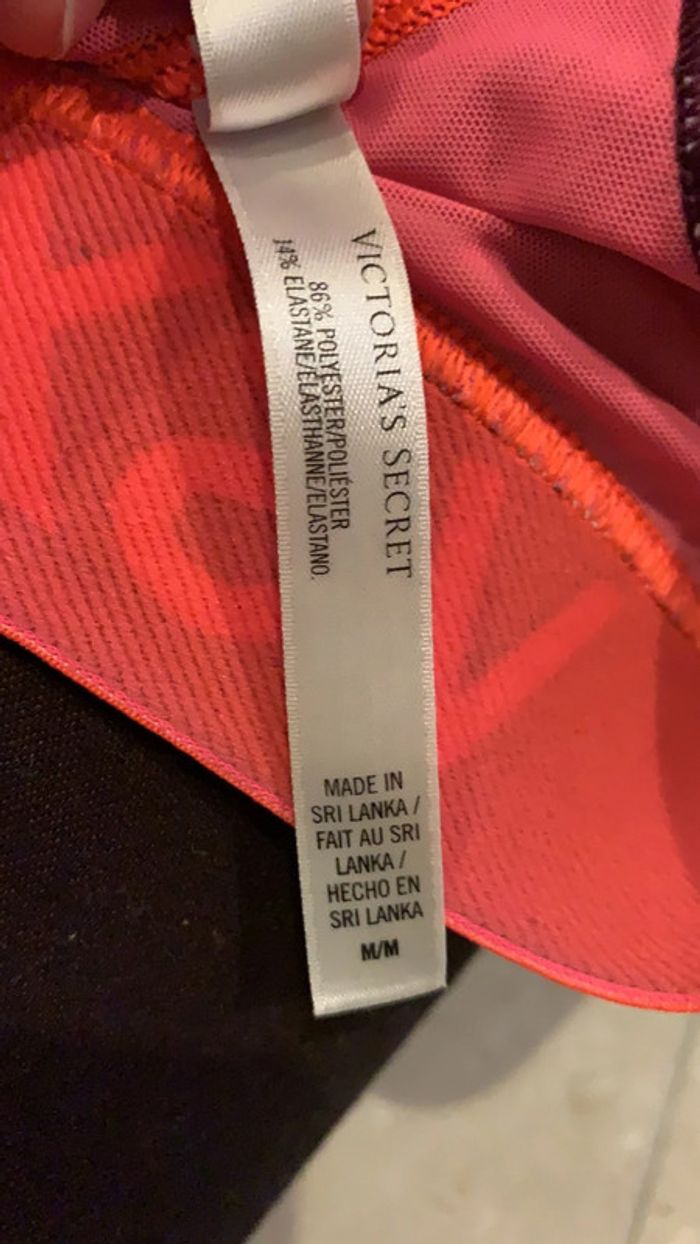 VICTORIA'S SECRET
86% POLYESTER/POLIÉSTER
14% ELASTANE/ÉLASTHANNE/ELASTANO.
MADE IN
SRI LANKA /
FAIT AU SRI
LANKA /
HECHO EN
SRI LANKA
M/M